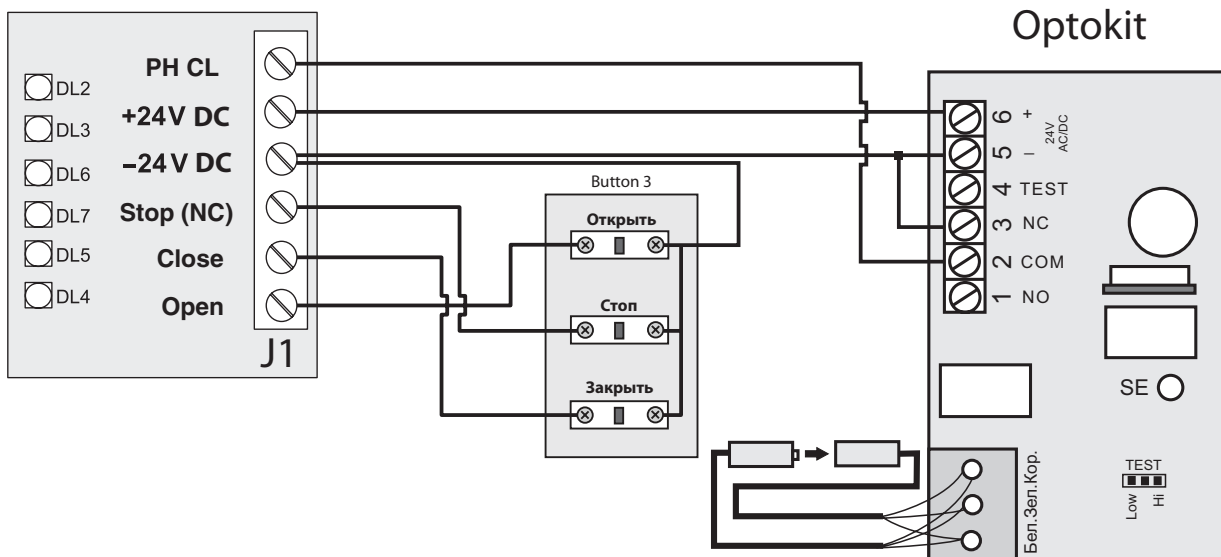 Optokit
PH CL
+24V DC
–24V DC
Stop (NC)
Close
Open
DL2
DL3
DL6
DL7
DL5
DL4
J1
Button 3
Открыть
Стоп
Закрыть
6 +
5 –
24V
AC/DC
4 TEST
3 NC
2 COM
1 NO
SE
TEST
Low Hi
Бел.Зел.Кор.